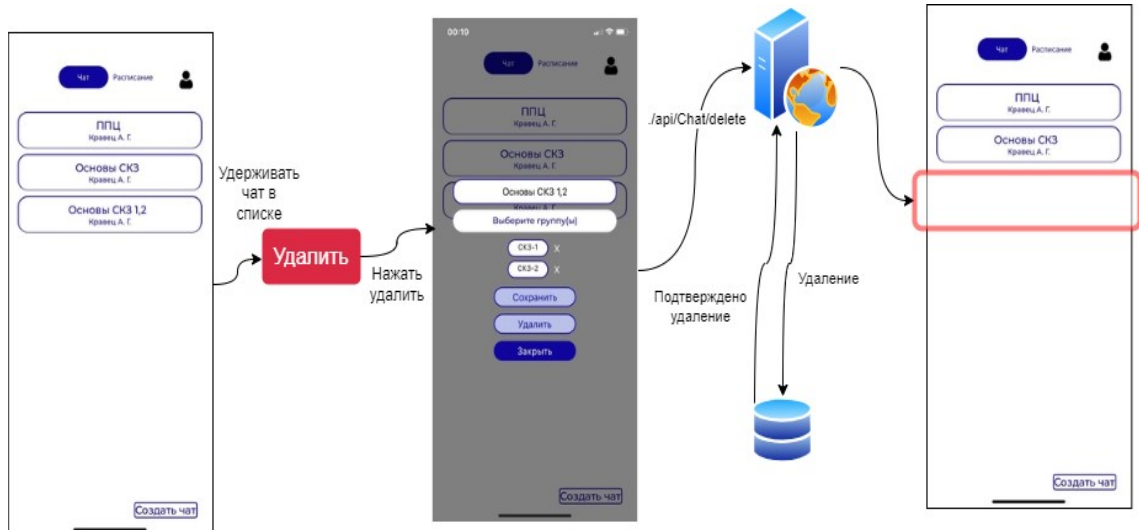 Чат
Расписание
ППЦ
Кравец А. Г.
Основы СКЗ
Кравец А. Г.
Основы СКЗ 1,2
Кравец А. Г.
Создать чат
Удерживать
чат в
списке
Удалить
Нажать
удалить
00:19
Чат
Расписание
ППЦ
Кравец А. Г.
Основы СКЗ
Кравец А. Г.
Основы СКЗ 1,2
Кравец А. Г.
Выберите группу(ы)
СКЗ-1 X
СКЗ-2 X
Сохранить
Удалить
Закрыть
Создать чат
./api/Chat/delete
Подтверждено
удаление
Удаление
Чат
Расписание
ППЦ
Кравец А. Г.
Основы СКЗ
Кравец А. Г.
Создать чат